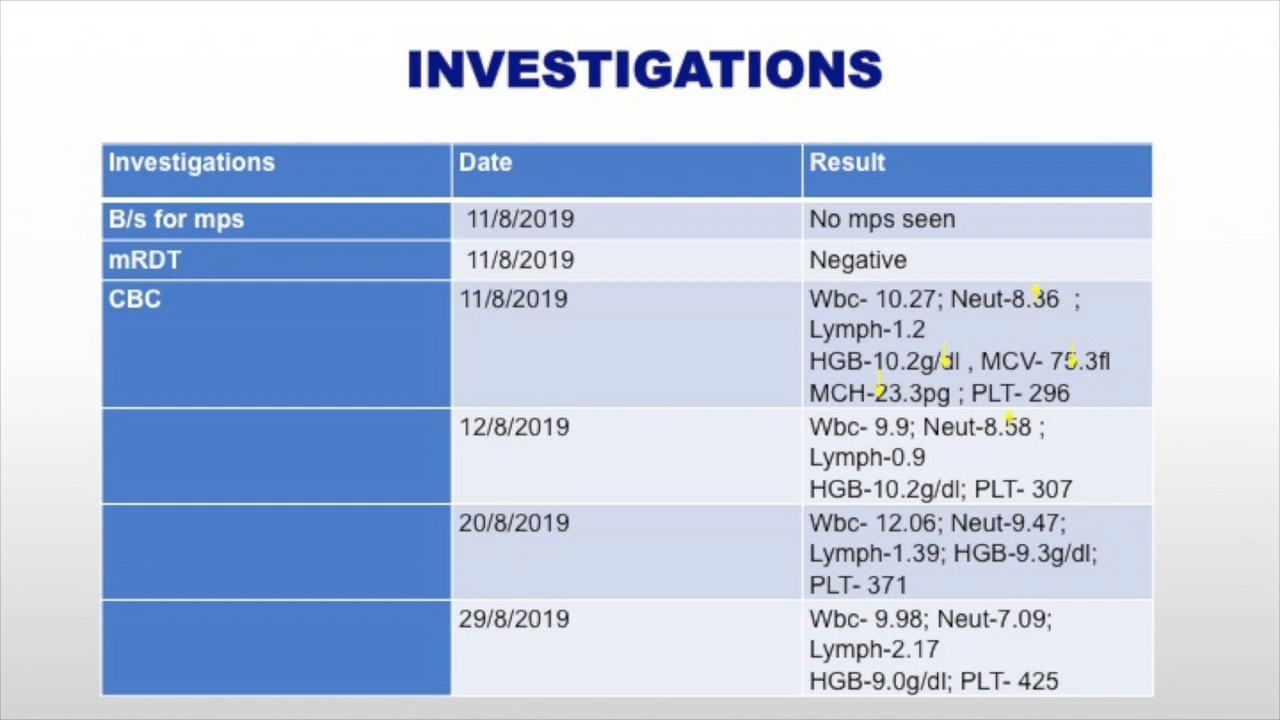 INVESTIGATIONS
Investigations Date Result
B/s for mps 11/8/2019 No mps seen
mRDT 11/8/2019 Negative
CBC 11/8/2019 Wbc- 10.27; Neut-8.36 ;
Lymph-1.2
HGB-10.2g/dl , MCV- 75.3fl
MCH-23.3pg ; PLT- 296
12/8/2019 Wbc- 9.9; Neut-8.58 ;
Lymph-0.9
HGB-10.2g/dl; PLT- 307
20/8/2019 Wbc- 12.06; Neut-9.47;
Lymph-1.39; HGB-9.3g/dl;
PLT- 371
29/8/2019 Wbc- 9.98; Neut-7.09;
Lymph-2.17
HGB-9.0g/dl; PLT- 425